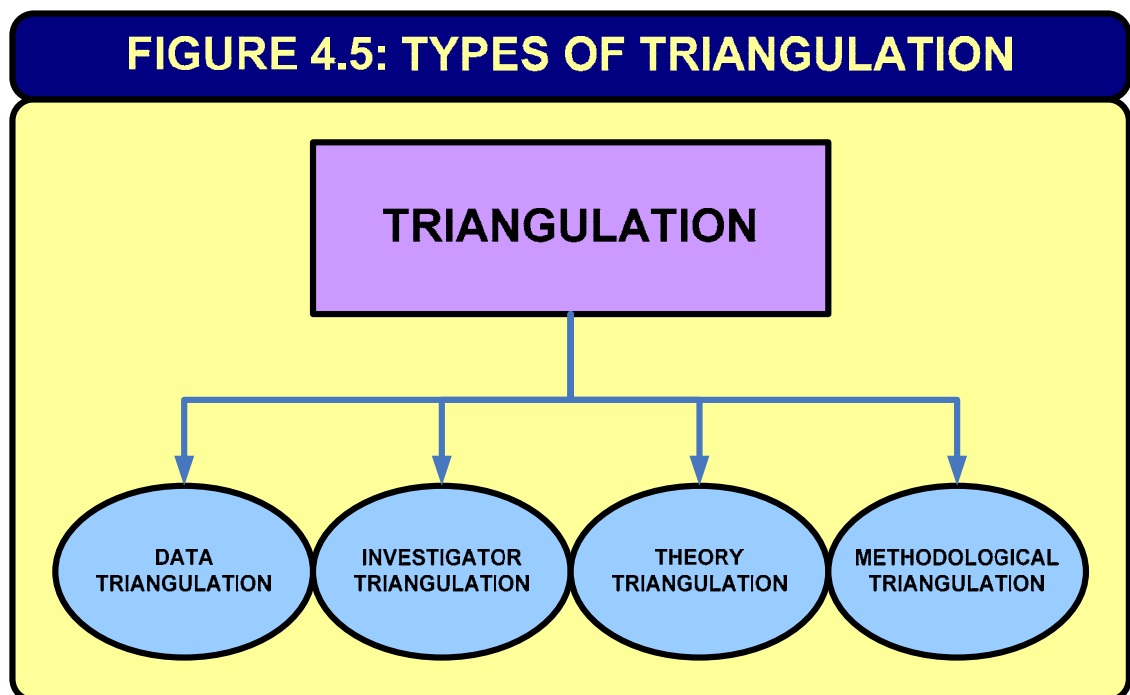 FIGURE 4.5: TYPES OF TRIANGULATION
TRIANGULATION
DATA
TRIANGULATION
INVESTIGATOR
TRIANGULATION
THEORY
TRIANGULATION
METHODOLOGICAL
TRIANGULATION